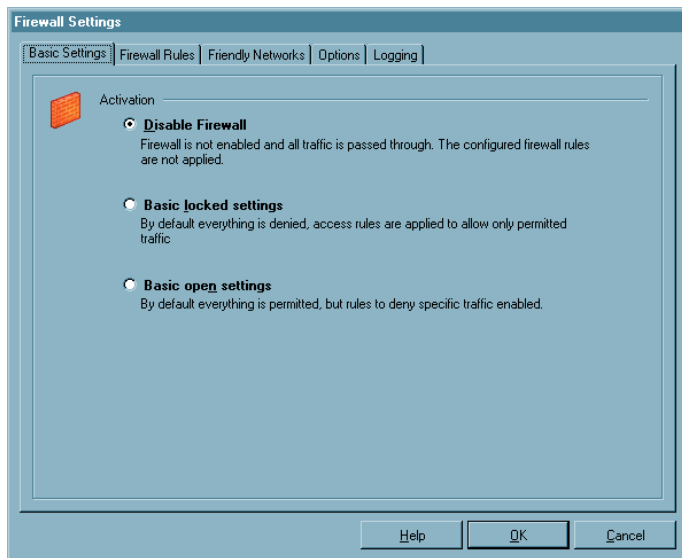 Firewall Settings
Basic Settings Firewall Rules Friendly Networks Options Logging
Activation
Disable Firewall
Firewall is not enabled and all traffic is passed through. The configured firewall rules
are not applied.
Basic locked settings
By default everything is denied, access rules are applied to allow only permitted
traffic
Basic open settings
By default everything is permitted, but rules to deny specific traffic enabled.
Help OK Cancel